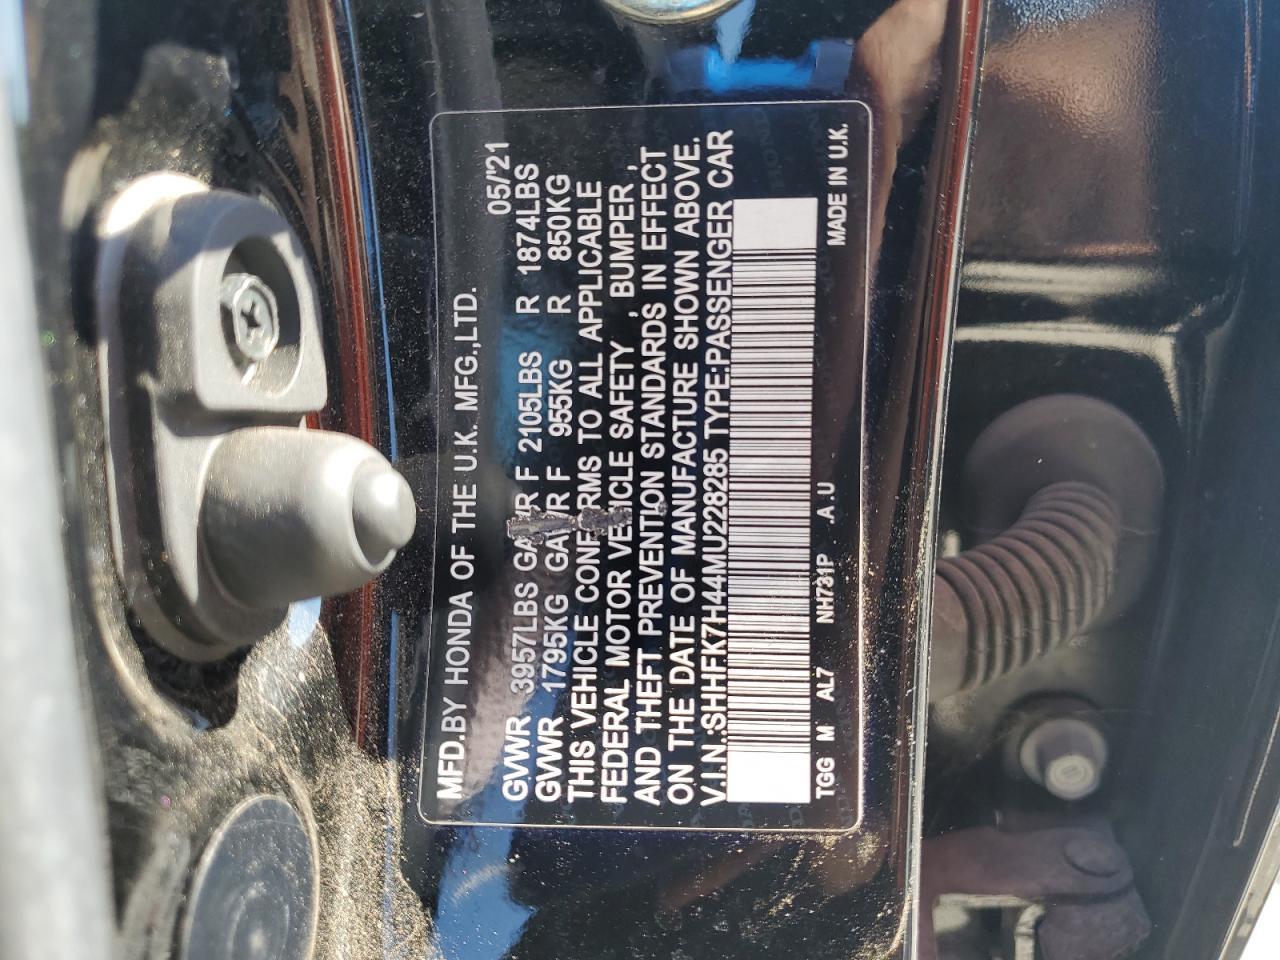 MFD.BY HONDA OF THE U.K. MFG.,LTD. 05/'21
GVWR 3957LBS GAWR F 2105LBS R 1874LBS
GVWR 1795KG GAWR F 955KG R 850KG
THIS VEHICLE CONFORMS TO ALL APPLICABLE
FEDERAL MOTOR VEHICLE SAFETY, BUMPER,
AND THEFT PREVENTION STANDARDS IN EFFECT
ON THE DATE OF MANUFACTURE SHOWN ABOVE.
V.I.N.:SHHFK7H44MU228285 TYPE:PASSENGER CAR
TGG M AL7 NH731P .A.U MADE IN U.K.